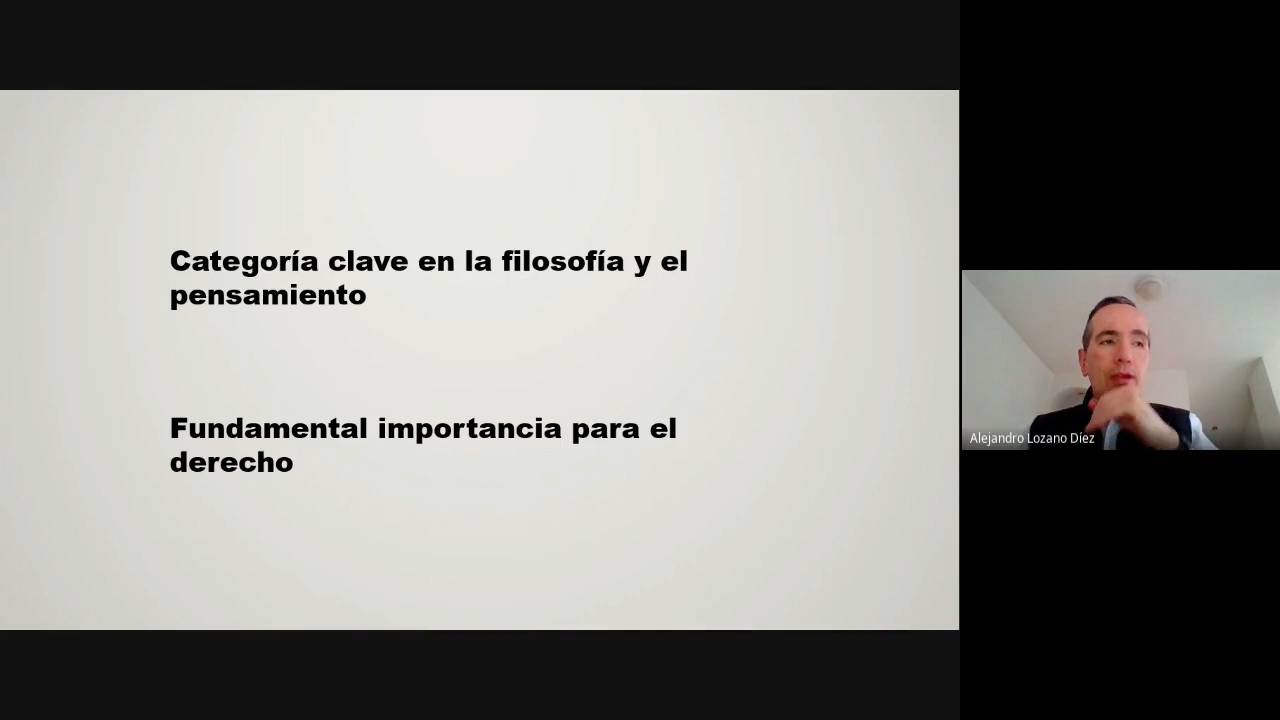 Categoría clave en la filosofía y el
pensamiento
Fundamental importancia para el
derecho
Alejandro Lozano Díez